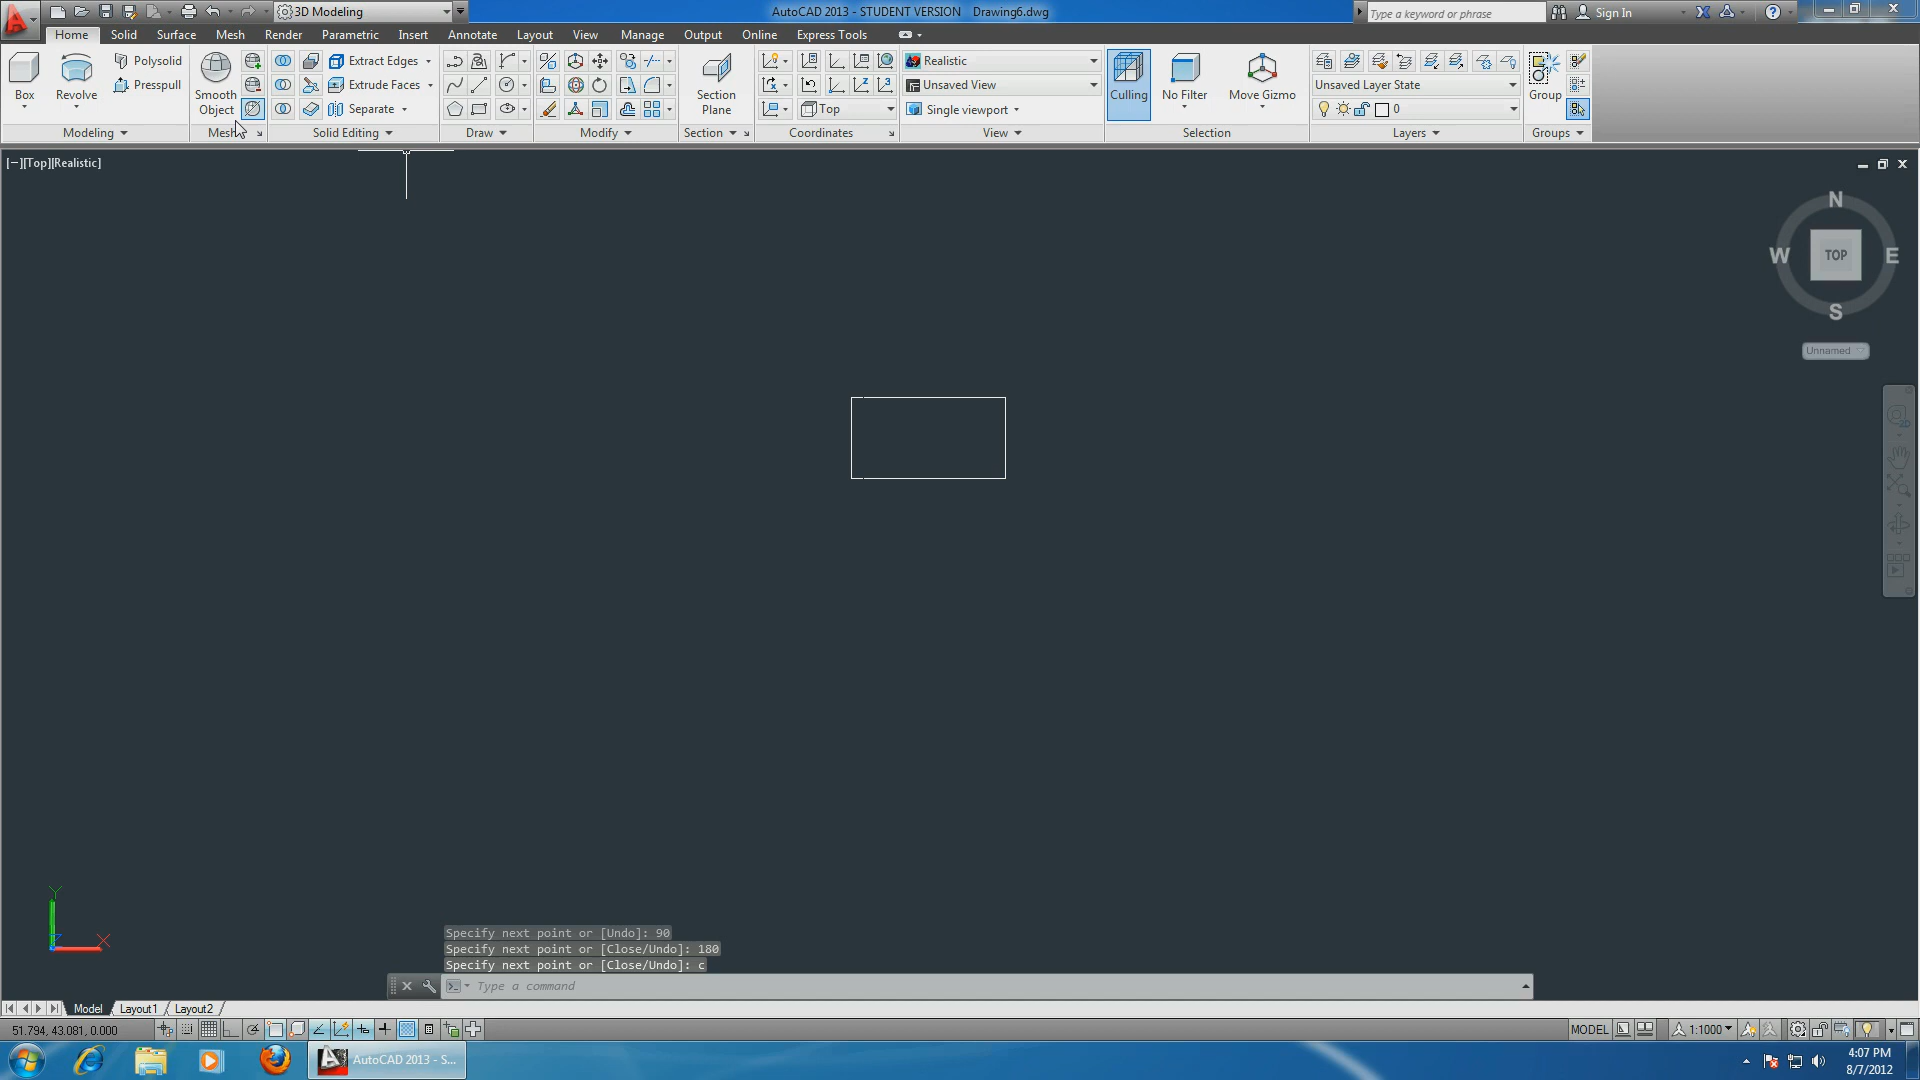 3D Modeling
AutoCAD 2013 - STUDENT VERSION Drawing6.dwg
Type a keyword or phrase
Sign In
Home Solid Surface Mesh Render Parametric Insert Annotate Layout View Manage Output Online Express Tools
Polysolid
Extract Edges
Realistic
Presspull
Extrude Faces
Unsaved View
Unsaved Layer State
Box
Revolve
Smooth
Object
Separate
Section
Plane
Top
Single viewport
Culling
No Filter
Move Gizmo
0
Group
Modeling
Mesh
Solid Editing
Draw
Modify
Section
Coordinates
View
Selection
Layers
Groups
[−][Top][Realistic]
N
W
TOP
E
S
Unnamed
Y
Z
X
Specify next point or [Undo]: 90
Specify next point or [Close/Undo]: 180
Specify next point or [Close/Undo]: c
Type a command
Model Layout1 Layout2
51.794, 43.081, 0.000
MODEL
1:1000
AutoCAD 2013 - S...
4:07 PM
8/7/2012